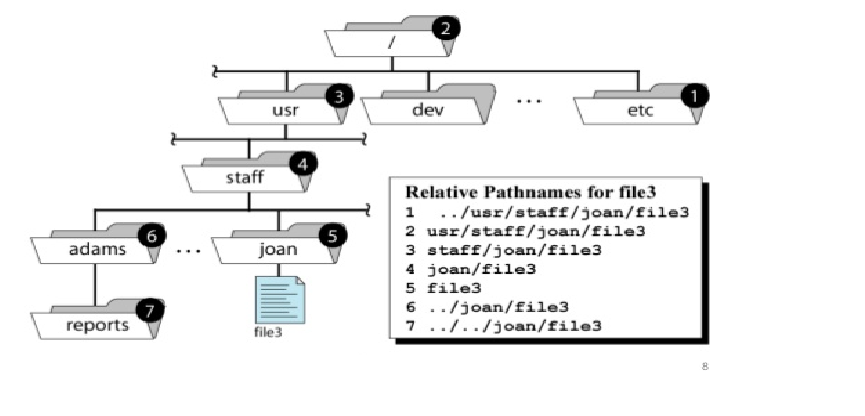 / 2
usr 3 dev ... etc 1
staff 4
adams 6 ... joan 5
reports 7
file3
Relative Pathnames for file3
1 ../usr/staff/joan/file3
2 usr/staff/joan/file3
3 staff/joan/file3
4 joan/file3
5 file3
6 ../joan/file3
7 ../../joan/file3
8